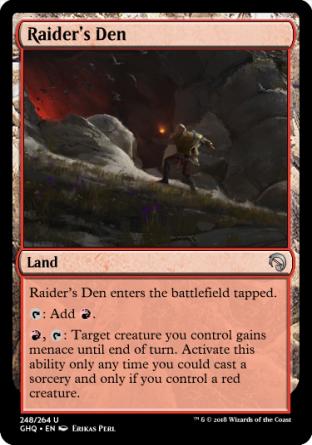 Raider's Den
Land
Raider's Den enters the battlefield tapped.
: Add .
, : Target creature you control gains
menace until end of turn. Activate this
ability only any time you could cast a
sorcery and only if you control a red
creature.
248/264 U
GHQ • EN ERIKAS PERL
™ & © 2018 Wizards of the Coast